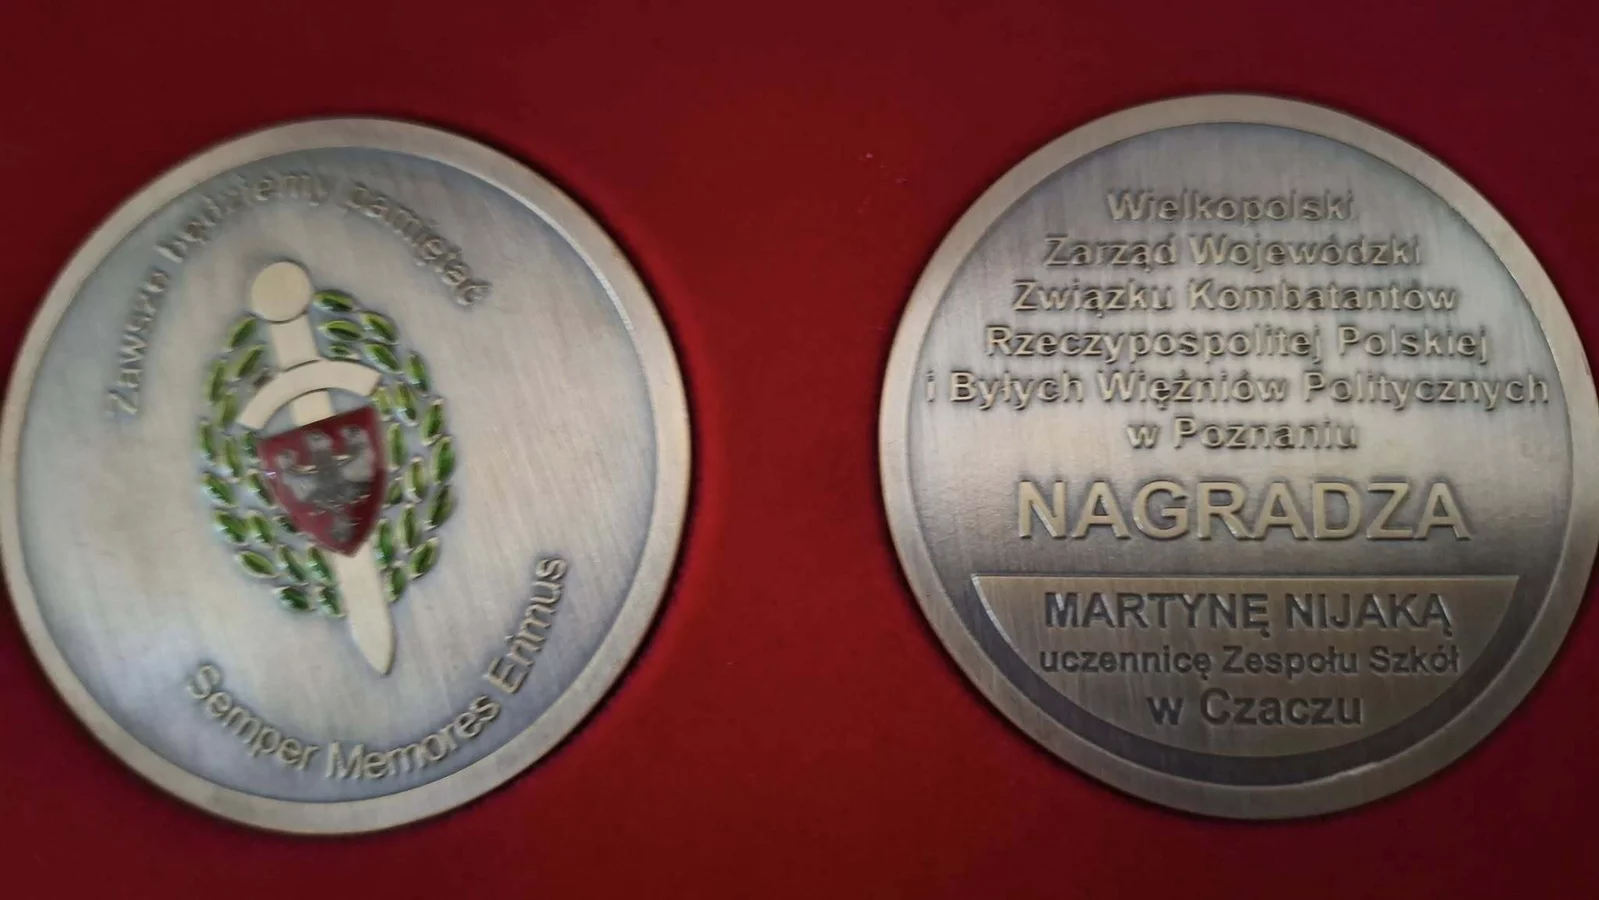 Zawsze będziemy pamiętać
Semper Memores Erimus
Wielkopolski
Zarząd Wojewódzki
Związku Kombatantów
Rzeczypospolitej Polskiej
i Byłych Więźniów Politycznych
w Poznaniu
NAGRADZA
MARTYNĘ NIJAKĄ
uczennicę Zespołu Szkół
w Czaczu